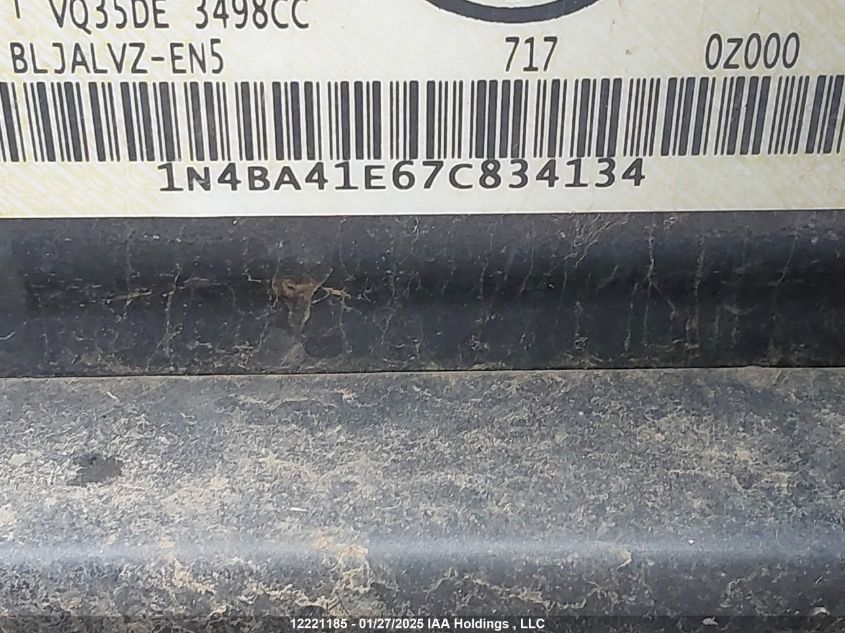 VQ35DE 3498CC
BLJALVZ-EN5 717 0Z000
1N4BA41E67C834134
12221185 - 01/27/2025 IAA Holdings , LLC